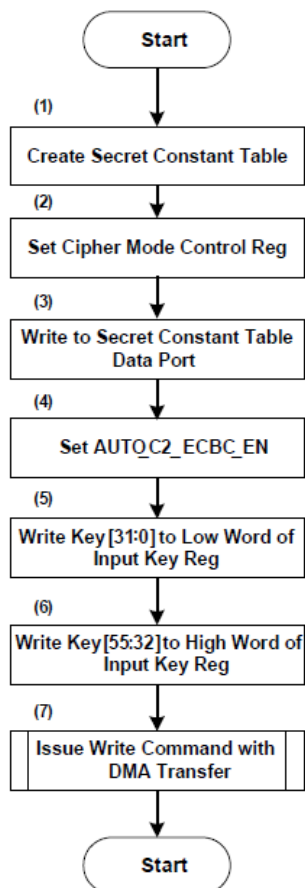 Start
(1)
Create Secret Constant Table
(2)
Set Cipher Mode Control Reg
(3)
Write to Secret Constant Table
Data Port
(4)
Set AUTO_C2_ECBC_EN
(5)
Write Key[31:0] to Low Word of
Input Key Reg
(6)
Write Key[55:32] to High Word of
Input Key Reg
(7)
Issue Write Command with
DMA Transfer
Start